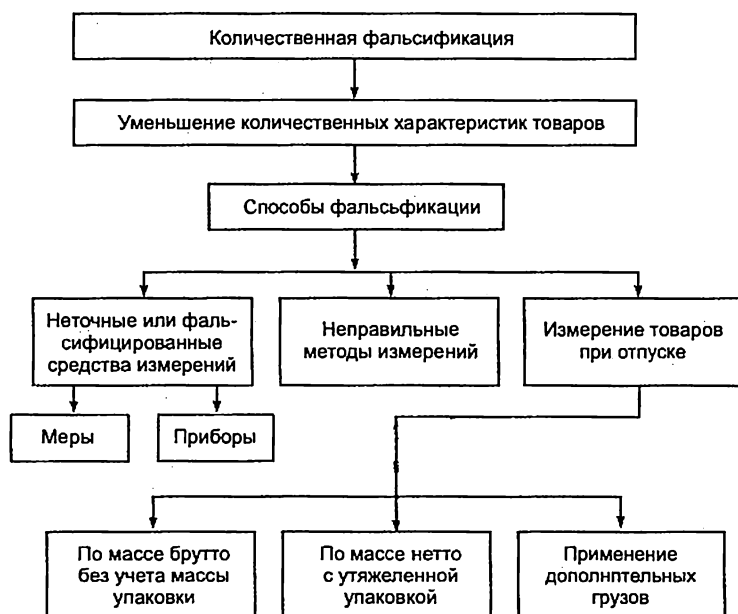 Количественная фальсификация
Уменьшение количественных характеристик товаров
Способы фальсьфикации
Неточные или фаль-
сифицированные
средства измерений
Неправильные
методы измерений
Измерение товаров
при отпуске
Меры
Приборы
По массе брутто
без учета массы
упаковки
По массе нетто
с утяжеленной
упаковкой
Применение
дополнптельных
грузов